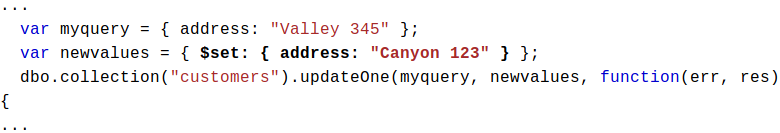 ...
  var myquery = { address: "Valley 345" };
  var newvalues = { $set: { address: "Canyon 123" } };
  dbo.collection("customers").updateOne(myquery, newvalues, function(err, res)
{
...